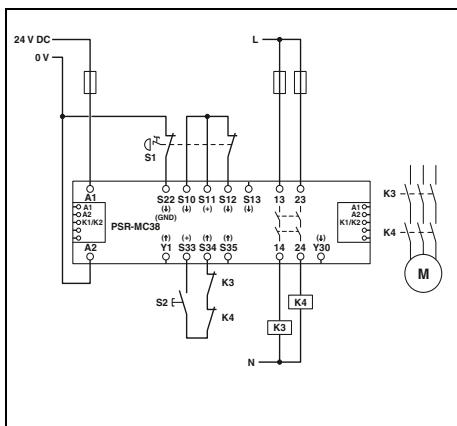 24 V DC
L
0 V
S1
A1 S22 S10 S11 S12 S13 13 23
(↓) (↓) (+) (↓) (↓)
(GND)
A1
A2
K1/K2
PSR-MC38
A1
A2
K1/K2
(↑) (+) (↑) (↑) (↓)
A2 Y1 S33 S34 S35 14 24 Y30
K3
K4
M
S2
K3
K4
K4
K3
N